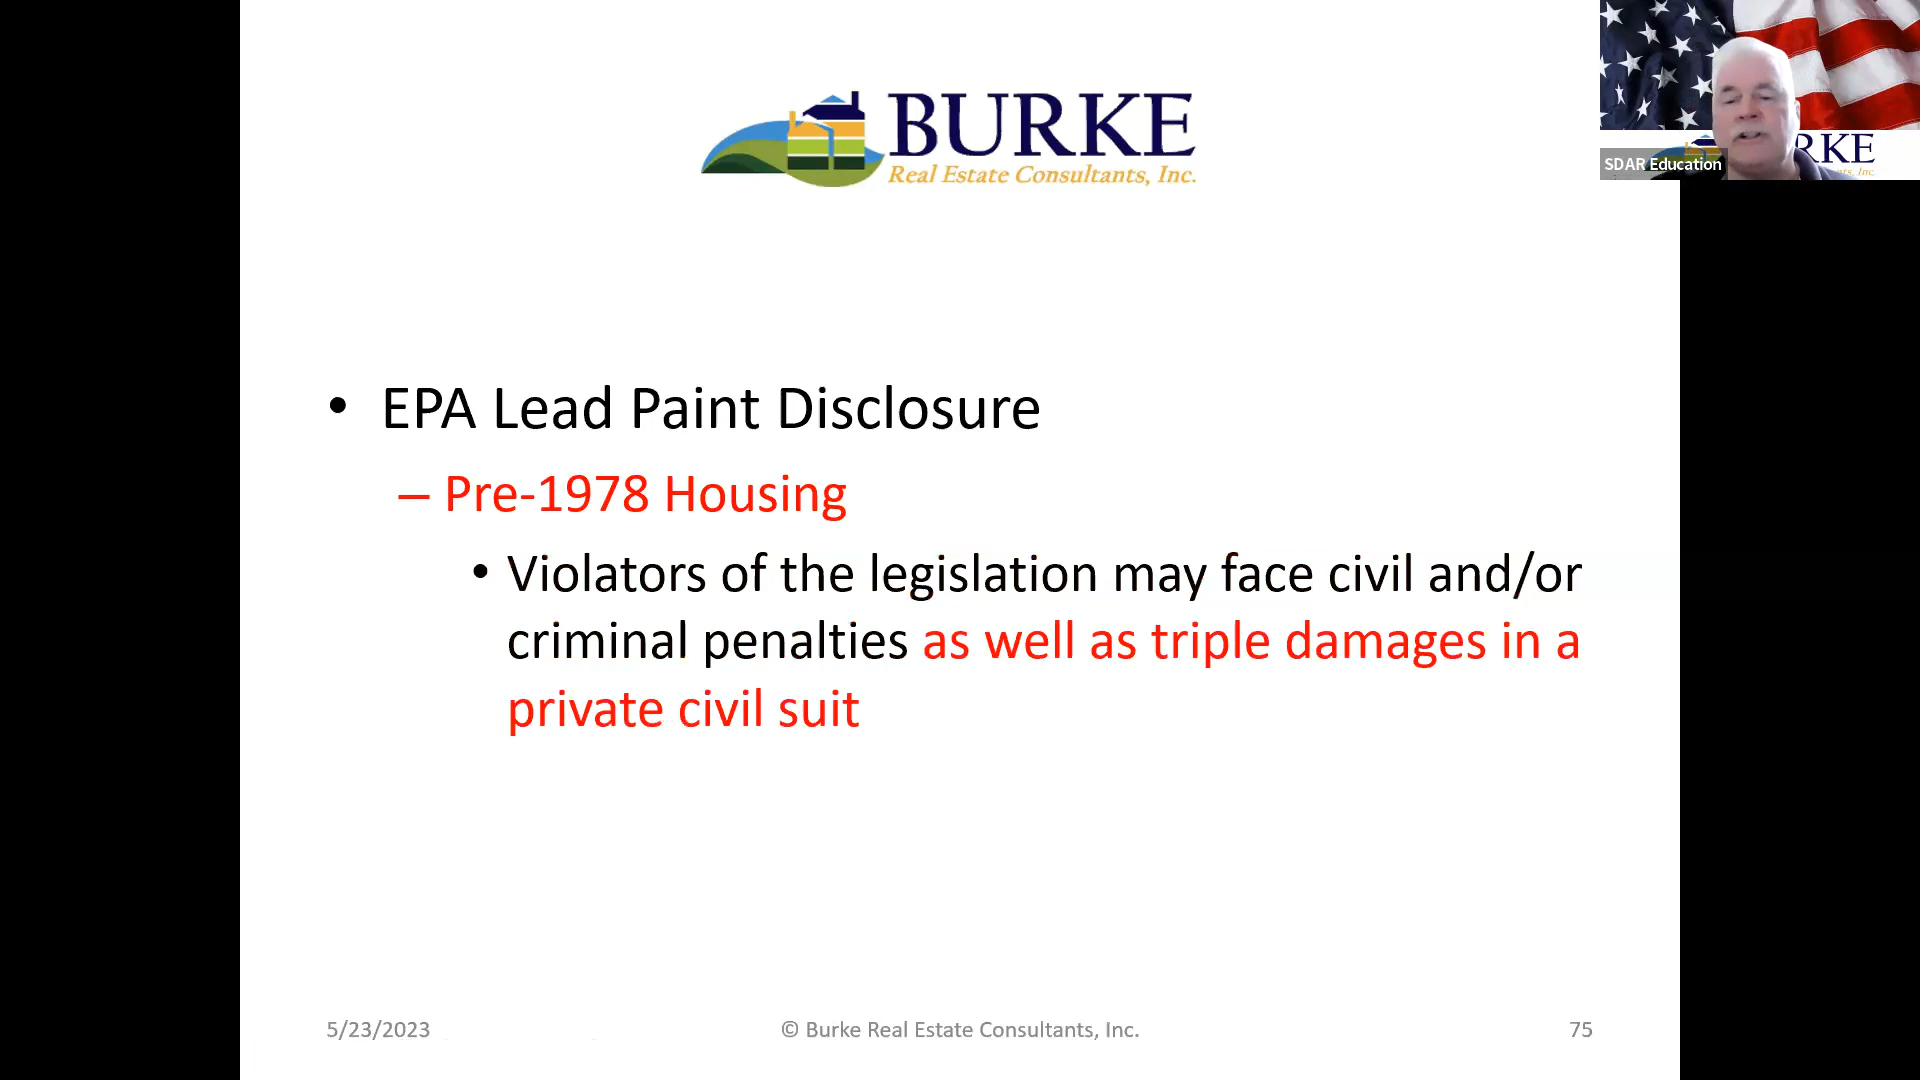 BURKE
Real Estate Consultants, Inc.
RKE
SDAR Education
• EPA Lead Paint Disclosure
– Pre-1978 Housing
• Violators of the legislation may face civil and/or
criminal penalties as well as triple damages in a
private civil suit
5/23/2023
© Burke Real Estate Consultants, Inc.
75